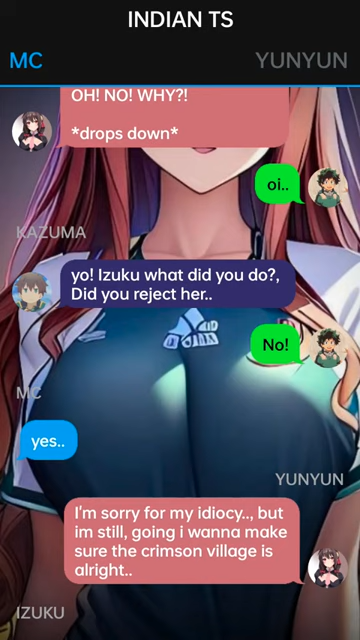 INDIAN TS
MC
YUNYUN
OH! NO! WHY?!
*drops down*
oi..
KAZUMA
yo! Izuku what did you do?,
Did you reject her..
No!
MC
yes..
YUNYUN
I'm sorry for my idiocy.., but
im still, going i wanna make
sure the crimson village is
alright..
IZUKU